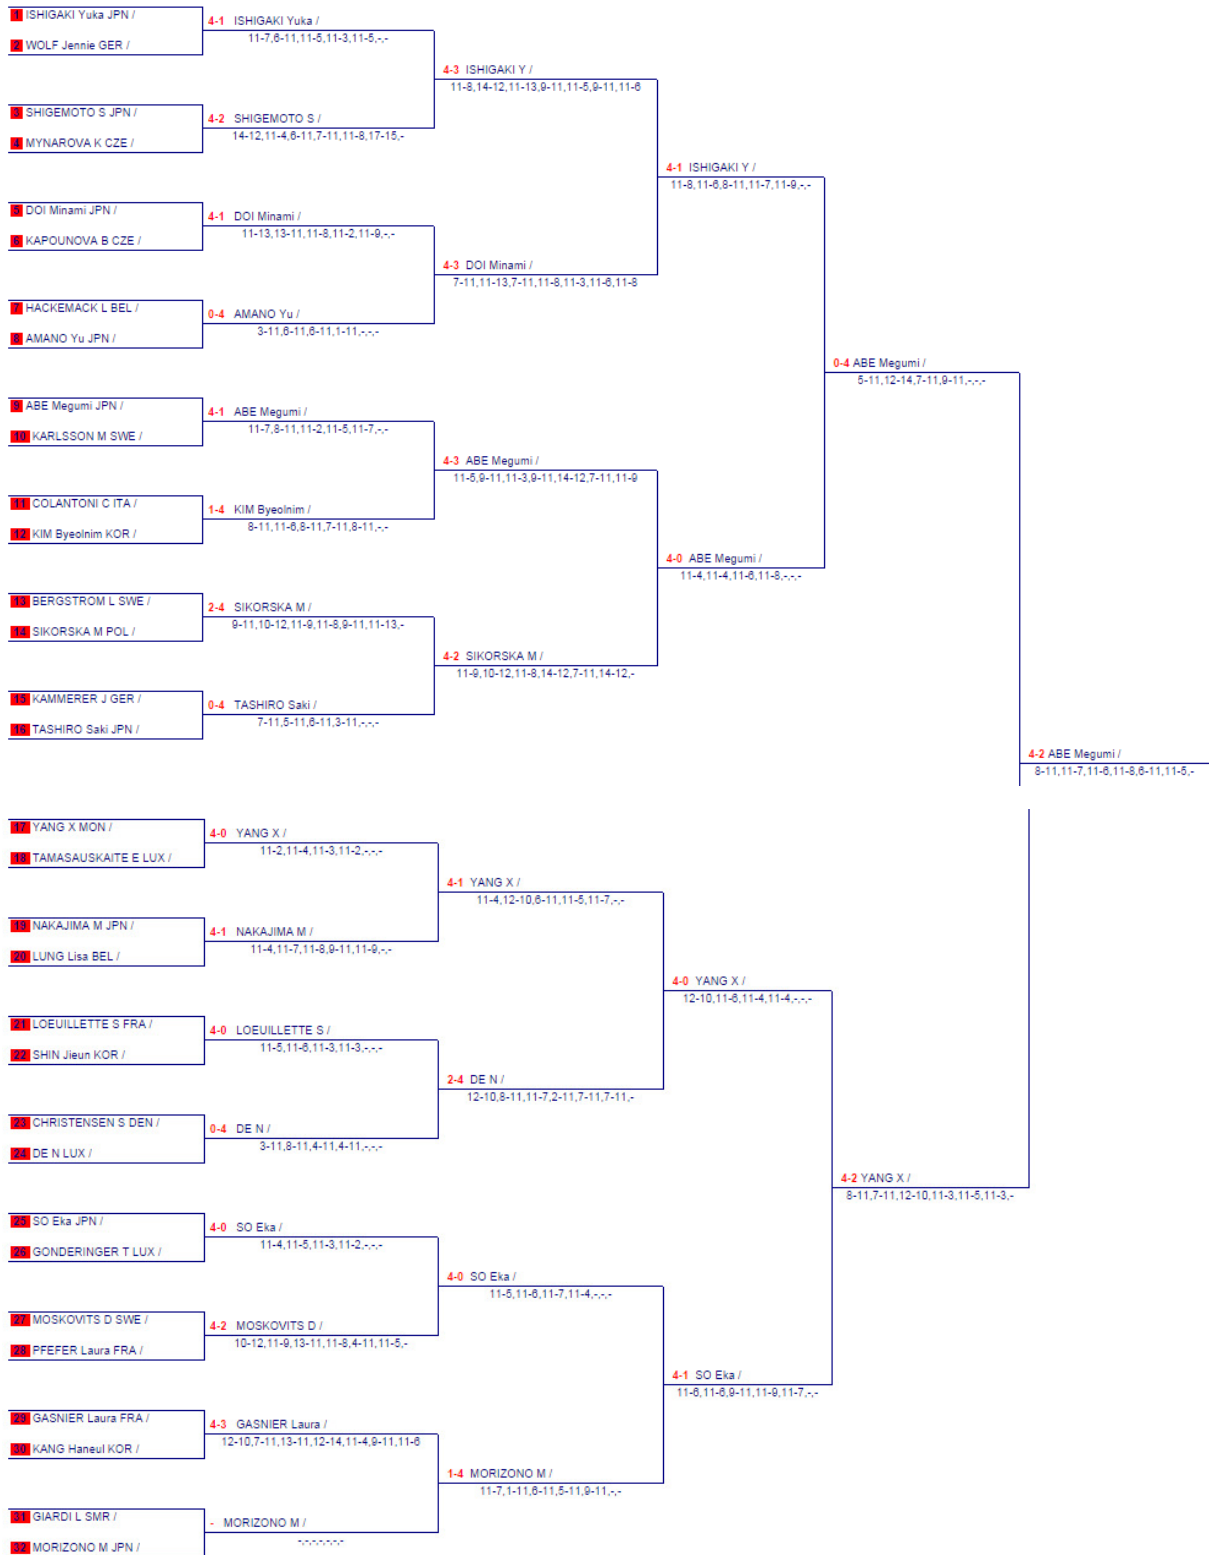 1 ISHIGAKI Yuka JPN /
4-1 ISHIGAKI Yuka /
2 WOLF Jennie GER /
11-7,6-11,11-5,11-3,11-5,-,-
4-3 ISHIGAKI Y /
11-8,14-12,11-13,9-11,11-5,9-11,11-6
3 SHIGEMOTO S JPN /
4-2 SHIGEMOTO S /
4 MYNAROVA K CZE /
14-12,11-4,6-11,7-11,11-8,17-15,-
4-1 ISHIGAKI Y /
11-8,11-6,8-11,11-7,11-9,-,-
5 DOI Minami JPN /
4-1 DOI Minami /
6 KAPOUNOVA B CZE /
11-13,13-11,11-8,11-2,11-9,-,-
4-3 DOI Minami /
7-11,11-13,7-11,11-8,11-3,11-6,11-8
7 HACKEMACK L BEL /
0-4 AMANO Yu /
8 AMANO Yu JPN /
3-11,6-11,6-11,1-11,-,-,-
0-4 ABE Megumi /
5-11,12-14,7-11,9-11,-,-,-
9 ABE Megumi JPN /
4-1 ABE Megumi /
10 KARLSSON M SWE /
11-7,8-11,11-2,11-5,11-7,-,-
4-3 ABE Megumi /
11-5,9-11,11-3,9-11,14-12,7-11,11-9
11 COLANTONI C ITA /
1-4 KIM Byeolnim /
12 KIM Byeolnim KOR /
8-11,11-6,8-11,7-11,8-11,-,-
4-0 ABE Megumi /
11-4,11-4,11-6,11-8,-,-,-
13 BERGSTROM L SWE /
2-4 SIKORSKA M /
14 SIKORSKA M POL /
9-11,10-12,11-9,11-8,9-11,11-13,-
4-2 SIKORSKA M /
11-9,10-12,11-8,14-12,7-11,14-12,-
15 KAMMERER J GER /
0-4 TASHIRO Saki /
16 TASHIRO Saki JPN /
7-11,5-11,6-11,3-11,-,-,-
4-2 ABE Megumi /
8-11,11-7,11-6,11-8,6-11,11-5,-
17 YANG X MON /
4-0 YANG X /
18 TAMASAUSKAITE E LUX /
11-2,11-4,11-3,11-2,-,-,-
4-1 YANG X /
11-4,12-10,6-11,11-5,11-7,-,-
19 NAKAJIMA M JPN /
4-1 NAKAJIMA M /
20 LUNG Lisa BEL /
11-4,11-7,11-8,9-11,11-9,-,-
4-0 YANG X /
12-10,11-6,11-4,11-4,-,-,-
21 LOEUILLETTE S FRA /
4-0 LOEUILLETTE S /
22 SHIN Jieun KOR /
11-5,11-6,11-3,11-3,-,-,-
2-4 DE N /
12-10,8-11,11-7,2-11,7-11,7-11,-
23 CHRISTENSEN S DEN /
0-4 DE N /
24 DE N LUX /
3-11,8-11,4-11,4-11,-,-,-
4-2 YANG X /
8-11,7-11,12-10,11-3,11-5,11-3,-
25 SO Eka JPN /
4-0 SO Eka /
26 GONDERINGER T LUX /
11-4,11-5,11-3,11-2,-,-,-
4-0 SO Eka /
11-5,11-6,11-7,11-4,-,-,-
27 MOSKOVITS D SWE /
4-2 MOSKOVITS D /
28 PFEFER Laura FRA /
10-12,11-9,13-11,11-8,4-11,11-5,-
4-1 SO Eka /
11-6,11-6,9-11,11-9,11-7,-,-
29 GASNIER Laura FRA /
4-3 GASNIER Laura /
30 KANG Haneul KOR /
12-10,7-11,13-11,12-14,11-4,9-11,11-6
1-4 MORIZONO M /
11-7,1-11,6-11,5-11,9-11,-,-
31 GIARDI L SMR /
- MORIZONO M /
32 MORIZONO M JPN /
-,-,-,-,-,-,-